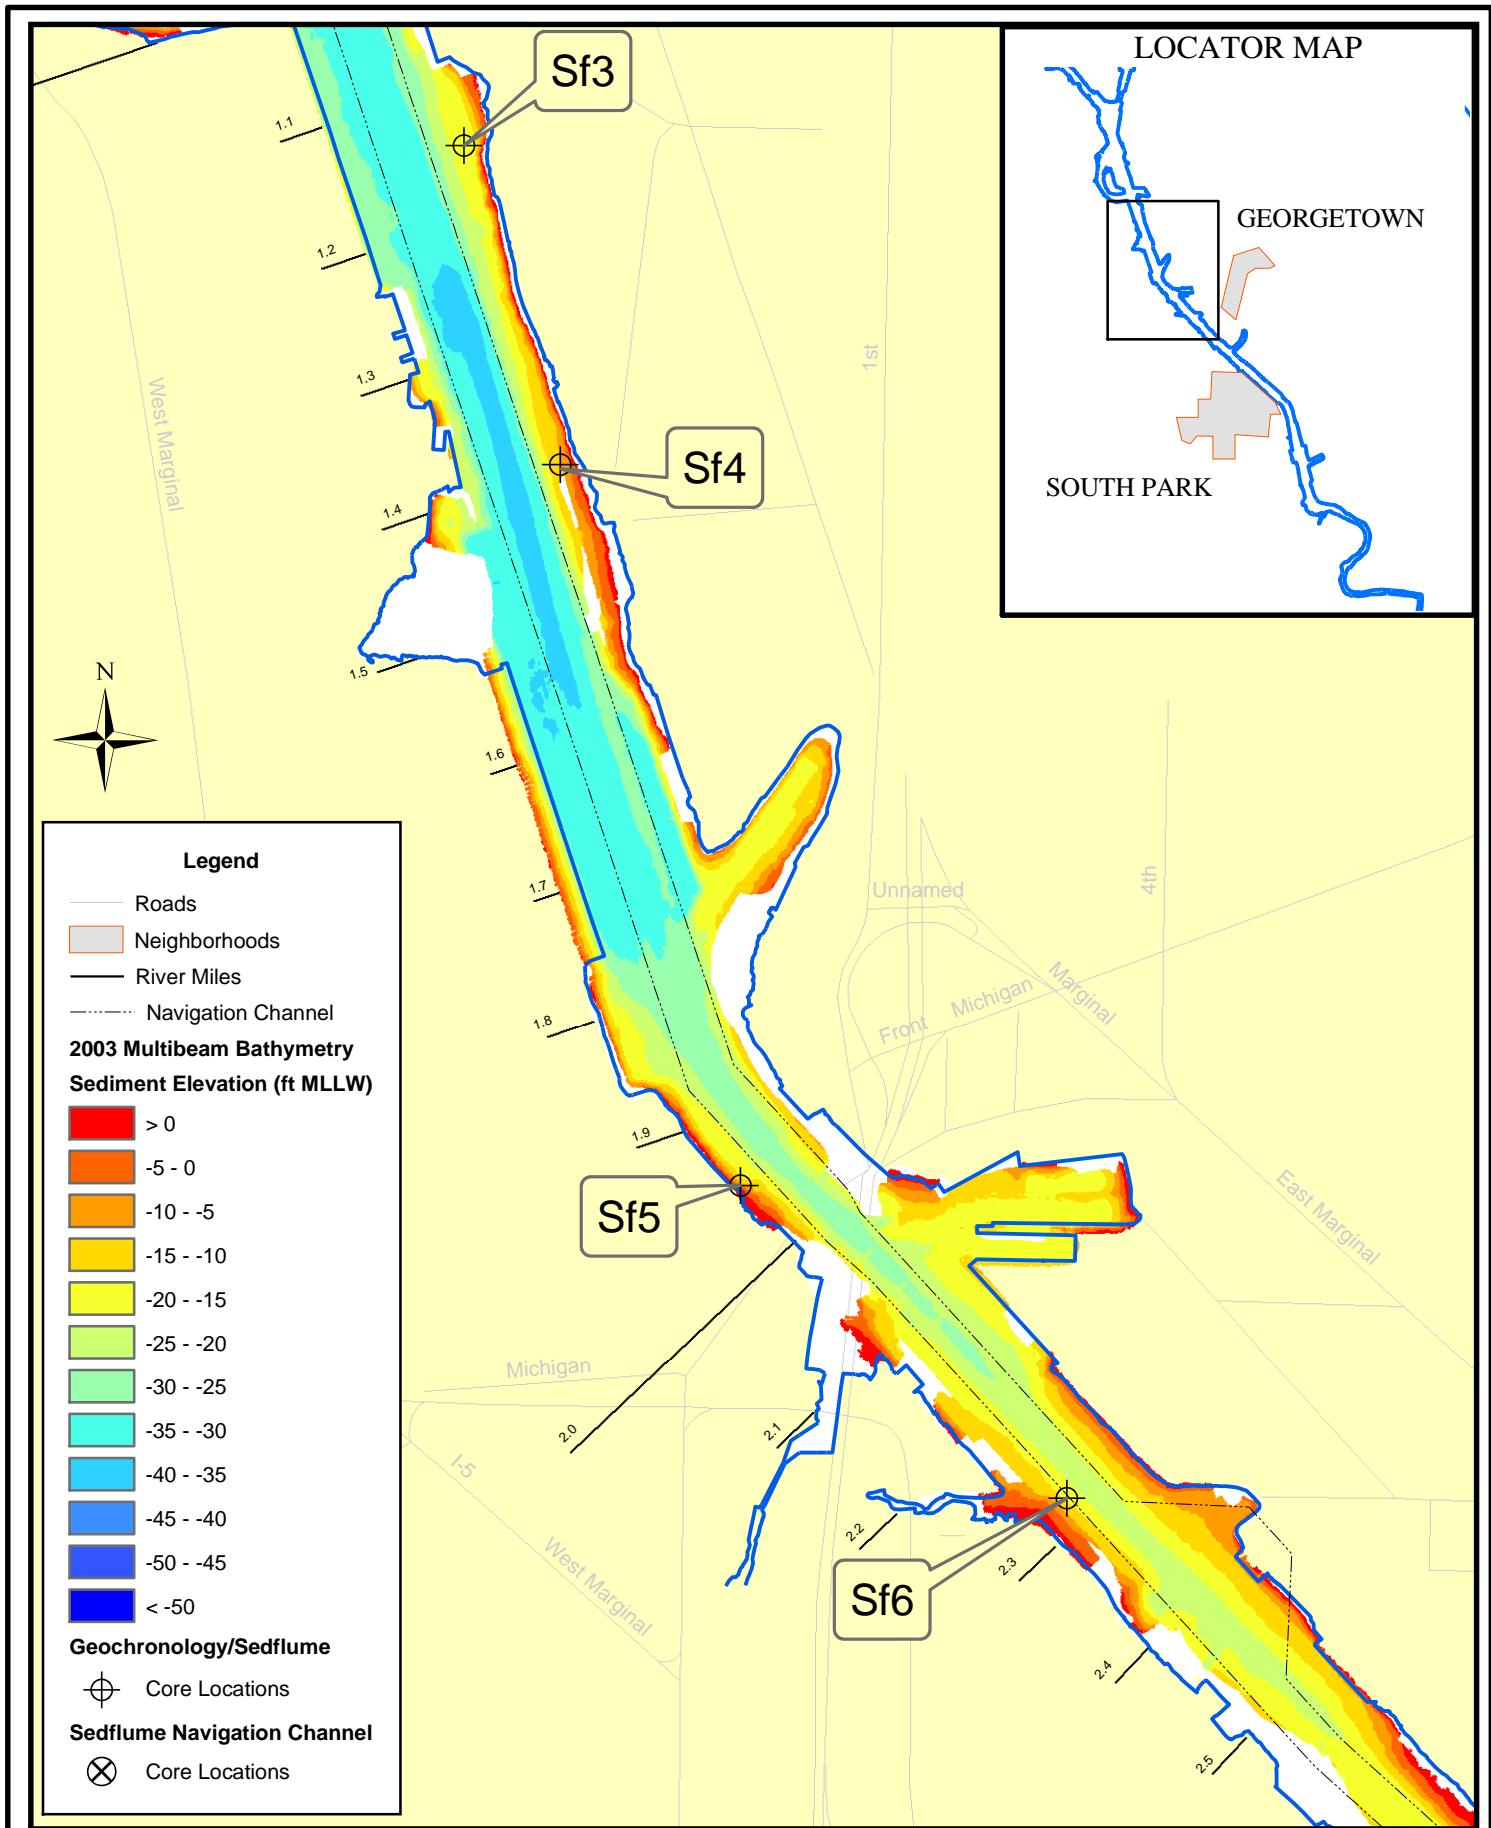 LOCATOR MAP
GEORGETOWN
SOUTH PARK
Sf3
Sf4
Sf5
Sf6
1.1
1.2
1.3
1.4
1.5
1.6
1.7
1.8
1.9
2.0
2.1
2.2
2.3
2.4
2.5
West Marginal
1st
N
Unnamed
4th
Marginal
Front
Michigan
East Marginal
Michigan
I-5
West Marginal
Legend
Roads
Neighborhoods
River Miles
Navigation Channel
2003 Multibeam Bathymetry
Sediment Elevation (ft MLLW)
> 0
-5 - 0
-10 - -5
-15 - -10
-20 - -15
-25 - -20
-30 - -25
-35 - -30
-40 - -35
-45 - -40
-50 - -45
< -50
Geochronology/Sedflume
Core Locations
Sedflume Navigation Channel
Core Locations